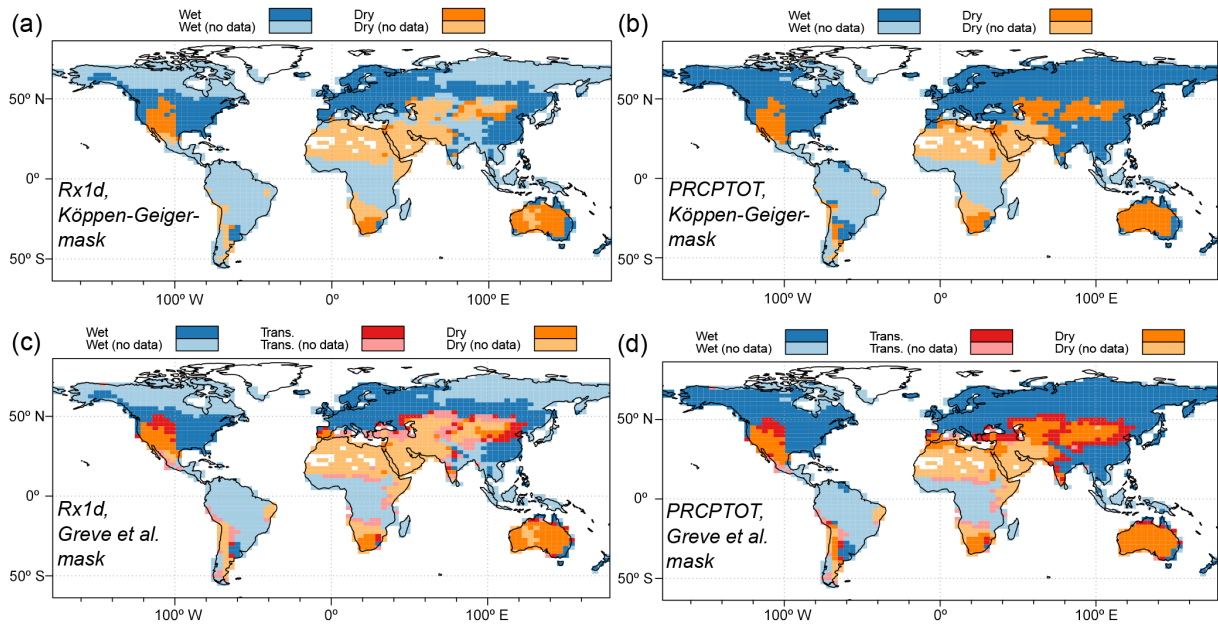 (a)
Wet
Dry
Wet (no data)
Dry (no data)
50º N
0º
50º S
Rx1d,
Köppen-Geiger-
mask
100º W
0º
100º E
(b)
Wet
Dry
Wet (no data)
Dry (no data)
50º N
0º
50º S
PRCPTOT,
Köppen-Geiger-
mask
100º W
0º
100º E
(c)
Wet
Trans.
Dry
Wet (no data)
Trans. (no data)
Dry (no data)
50º N
0º
50º S
Rx1d,
Greve et al.
mask
100º W
0º
100º E
(d)
Wet
Trans.
Dry
Wet (no data)
Trans. (no data)
Dry (no data)
50º N
0º
50º S
PRCPTOT,
Greve et al.
mask
100º W
0º
100º E